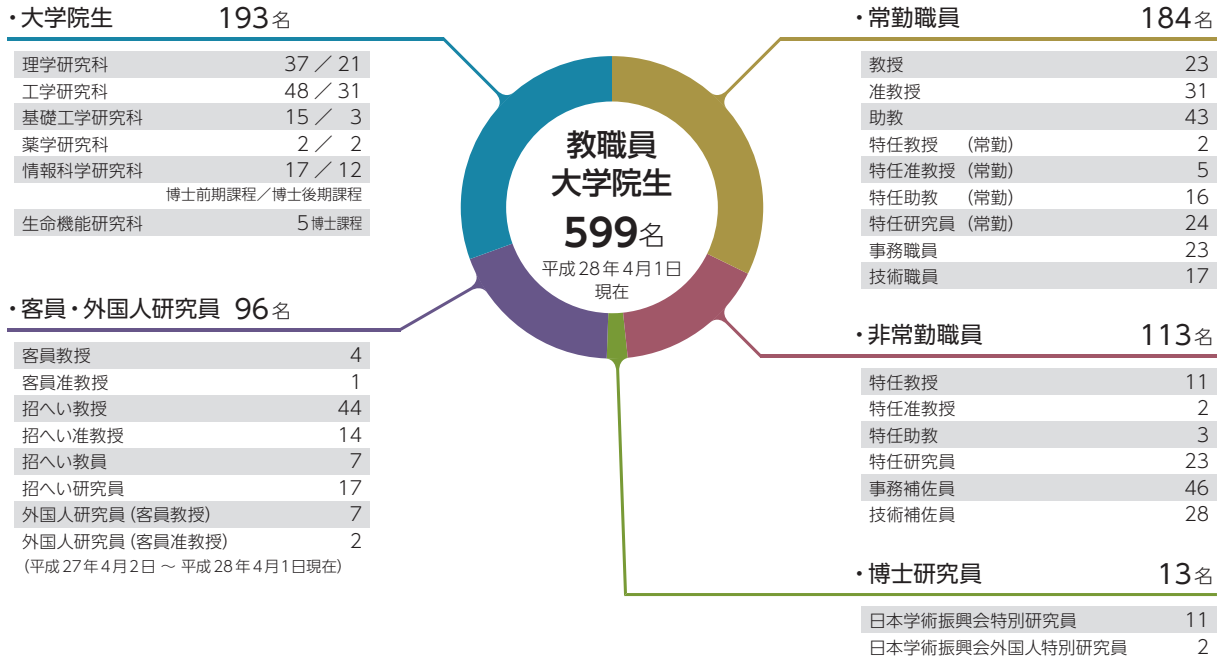 ・大学院生 193名
理学研究科 37 ／ 21
工学研究科 48 ／ 31
基礎工学研究科 15 ／ 3
薬学研究科 2 ／ 2
情報科学研究科 17 ／ 12
博士前期課程／博士後期課程
生命機能研究科 5博士課程
・客員・外国人研究員 96名
客員教授 4
客員准教授 1
招へい教授 44
招へい准教授 14
招へい教員 7
招へい研究員 17
外国人研究員（客員教授） 7
外国人研究員（客員准教授） 2
（平成27年4月2日 ～ 平成28年4月1日現在）
教職員
大学院生
599名
平成28年4月1日
現在
・常勤職員 184名
教授 23
准教授 31
助教 43
特任教授 （常勤） 2
特任准教授（常勤） 5
特任助教 （常勤） 16
特任研究員（常勤） 24
事務職員 23
技術職員 17
・非常勤職員 113名
特任教授 11
特任准教授 2
特任助教 3
特任研究員 23
事務補佐員 46
技術補佐員 28
・博士研究員 13名
日本学術振興会特別研究員 11
日本学術振興会外国人特別研究員 2